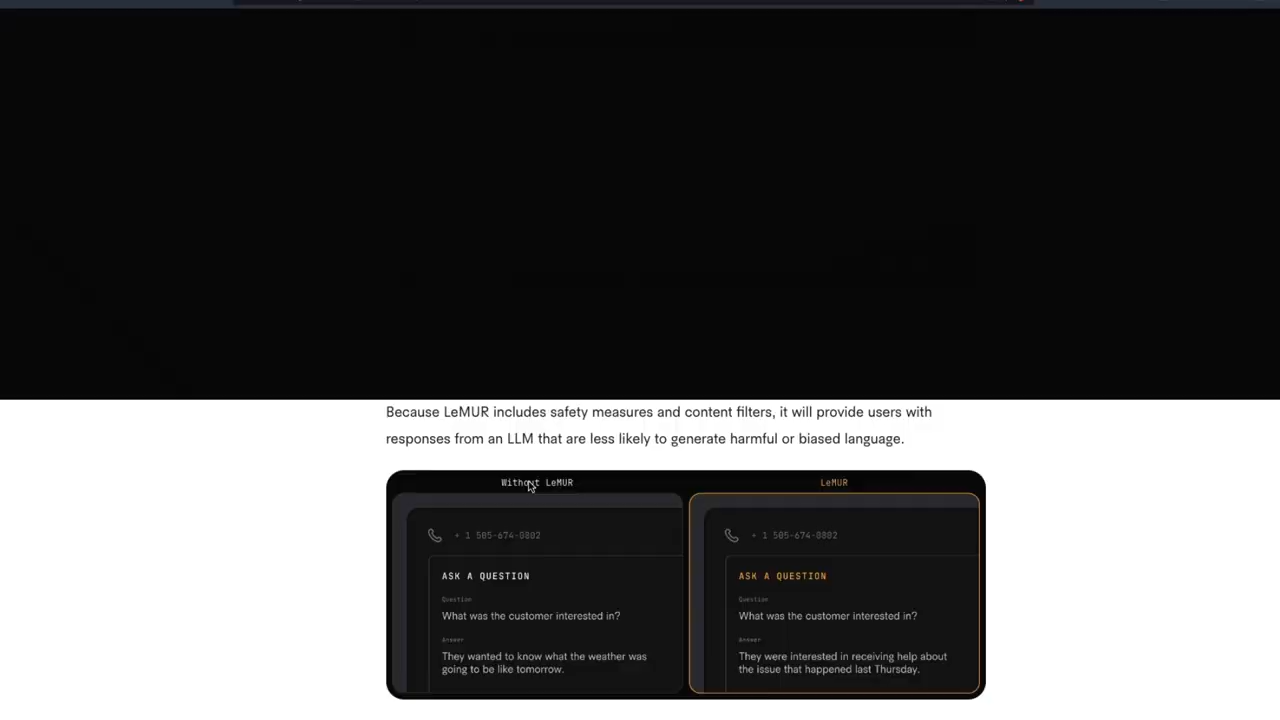 Because LeMUR includes safety measures and content filters, it will provide users with
responses from an LLM that are less likely to generate harmful or biased language.
Without LeMUR
+ 1 505-674-0802
ASK A QUESTION
Question
What was the customer interested in?
Answer
They wanted to know what the weather was
going to be like tomorrow.
LeMUR
+ 1 505-674-0802
ASK A QUESTION
Question
What was the customer interested in?
Answer
They were interested in receiving help about
the issue that happened last Thursday.